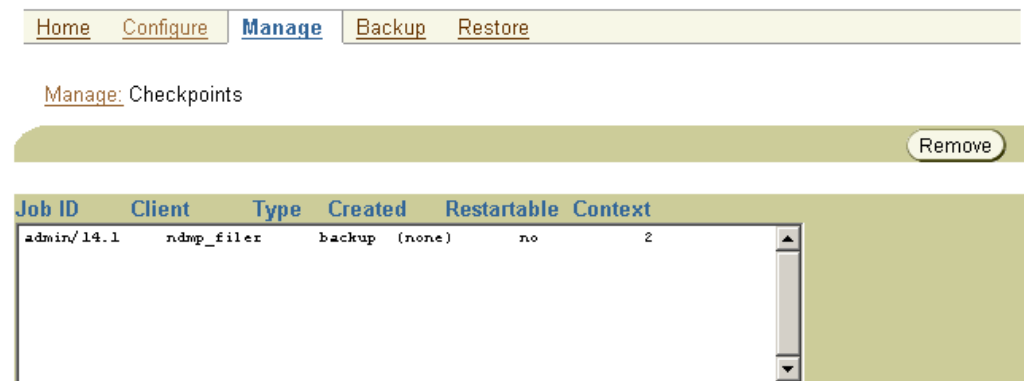 Home Configure Manage Backup Restore
Manage: Checkpoints
Remove
Job ID Client Type Created Restartable Context
admin/14.1 ndmp_filer backup (none) no 2